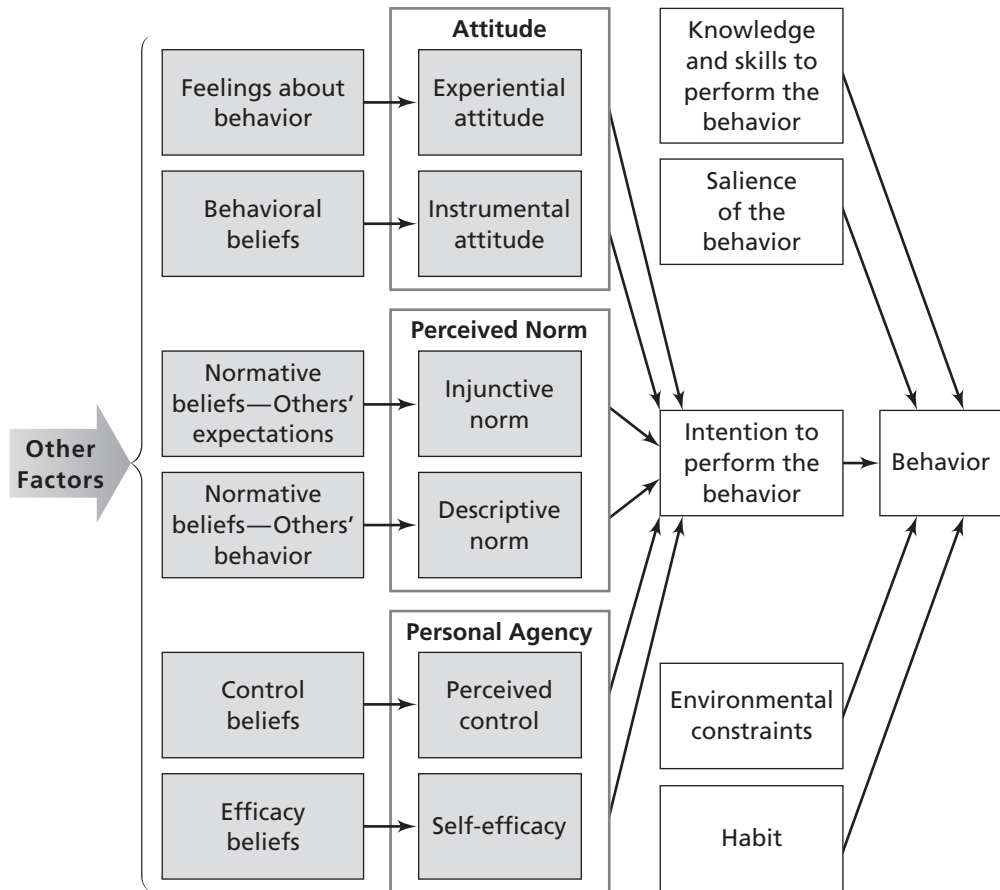 Other
Factors
Feelings about
behavior
Behavioral
beliefs
Normative
beliefs—Others’
expectations
Normative
beliefs—Others’
behavior
Control
beliefs
Efficacy
beliefs
Attitude
Experiential
attitude
Instrumental
attitude
Perceived Norm
Injunctive
norm
Descriptive
norm
Personal Agency
Perceived
control
Self-efficacy
Knowledge
and skills to
perform the
behavior
Salience
of the
behavior
Intention to
perform the
behavior
Environmental
constraints
Habit
Behavior